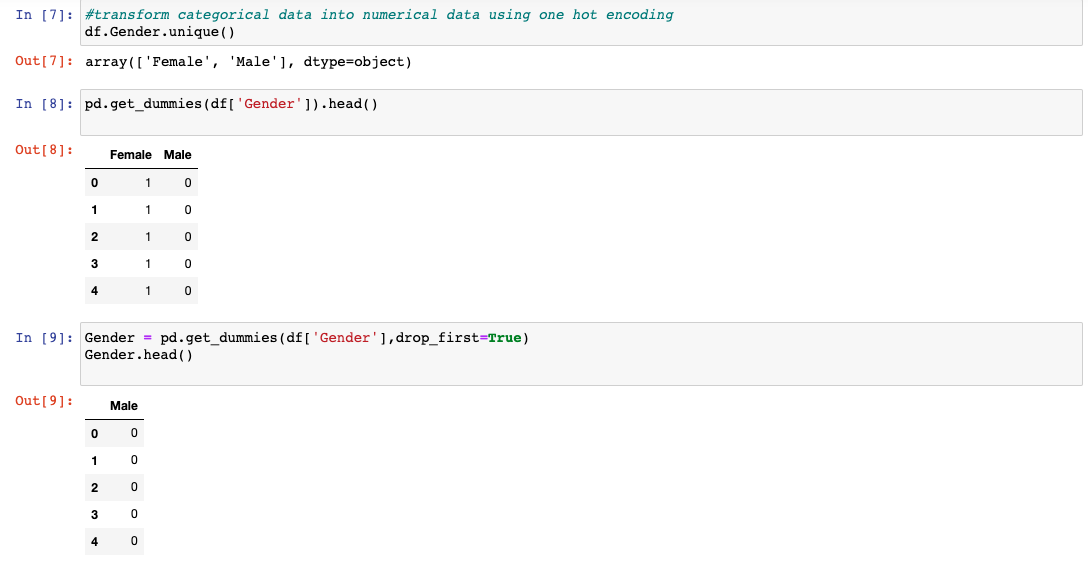 In [7]: #transform categorical data into numerical data using one hot encoding
df.Gender.unique()
Out[7]: array(['Female', 'Male'], dtype=object)
In [8]: pd.get_dummies(df['Gender']).head()
Out[8]:
Female Male
0 1 0
1 1 0
2 1 0
3 1 0
4 1 0
In [9]: Gender = pd.get_dummies(df['Gender'],drop_first=True)
Gender.head()
Out[9]:
Male
0 0
1 0
2 0
3 0
4 0